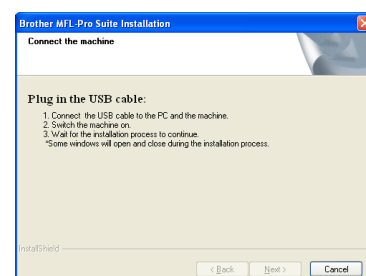 Brother MFL-Pro Suite Installation
Connect the machine
Plug in the USB cable:
1. Connect the USB cable to the PC and the machine.
2. Switch the machine on.
3. Wait for the installation process to continue.
*Some windows will open and close during the installation process.
InstallShield
< Back
Next >
Cancel